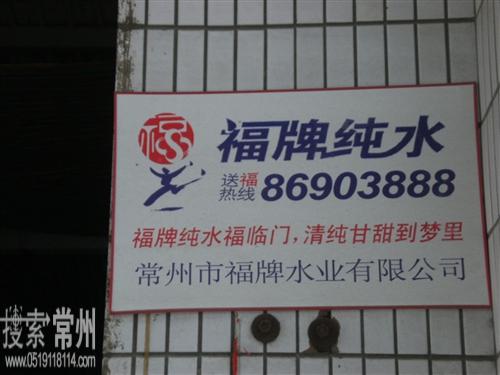 福
福牌纯水
送福
热线 86903888
福牌纯水福临门，清纯甘甜到梦里
常州市福牌水业有限公司
搜索常州
www.0519118114.com